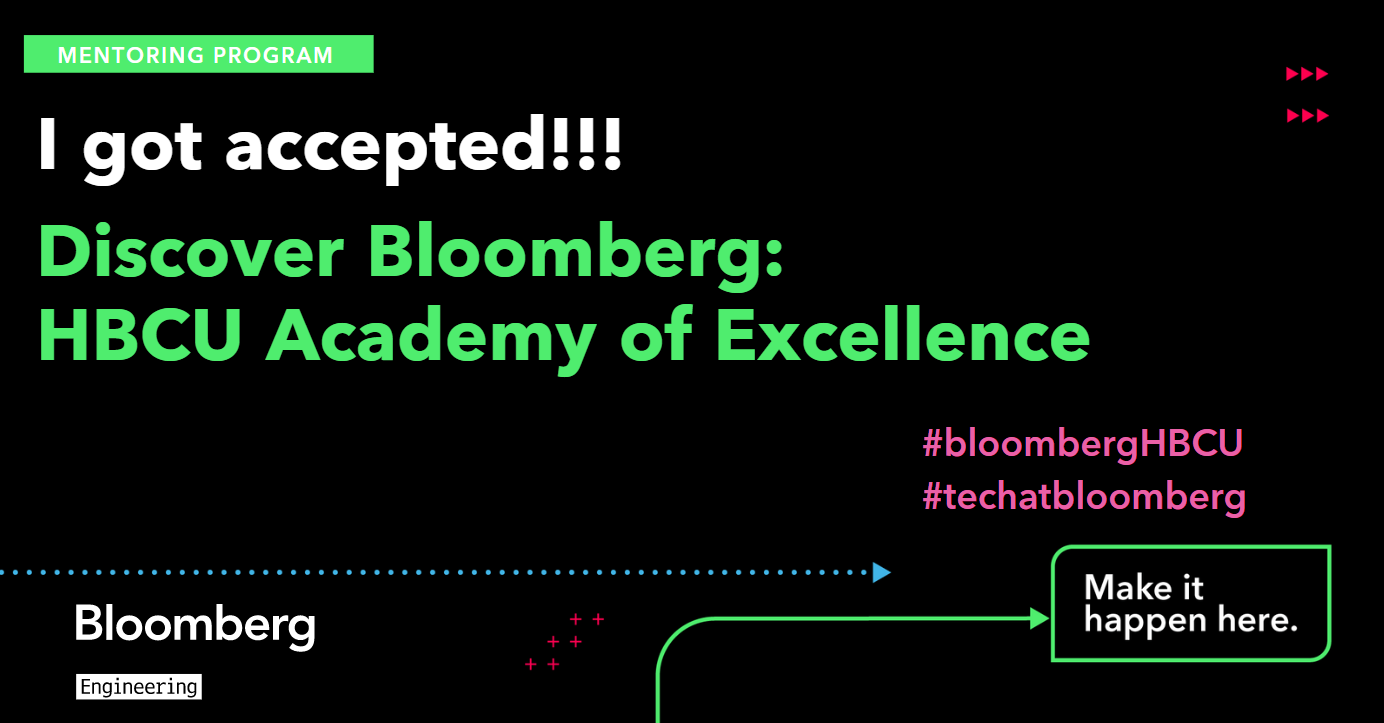 MENTORING PROGRAM
I got accepted!!!
Discover Bloomberg:
HBCU Academy of Excellence
#bloombergHBCU
#techatbloomberg
Make it
happen here.
Bloomberg
Engineering